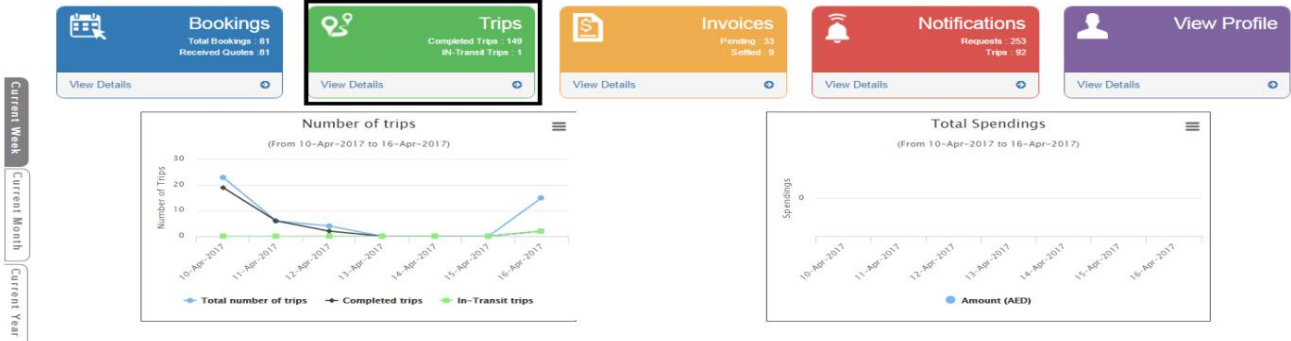 Bookings
Total Bookings : 81
Received Quotes :81
View Details
Trips
Completed Trips : 149
IN-Transit Trips : 1
View Details
Invoices
Pending : 33
Settled : 9
View Details
Notifications
Requests : 253
Trips : 92
View Details
View Profile
View Details
Current Week
Current Month
Current Year
Number of trips
(From 10-Apr-2017 to 16-Apr-2017)
Number of Trips
30
20
10
0
10-Apr-2017
11-Apr-2017
12-Apr-2017
13-Apr-2017
14-Apr-2017
15-Apr-2017
16-Apr-2017
Total number of trips
Completed trips
In-Transit trips
Total Spendings
(From 10-Apr-2017 to 16-Apr-2017)
Spendings
0
10-Apr-2017
11-Apr-2017
12-Apr-2017
13-Apr-2017
14-Apr-2017
15-Apr-2017
16-Apr-2017
Amount (AED)